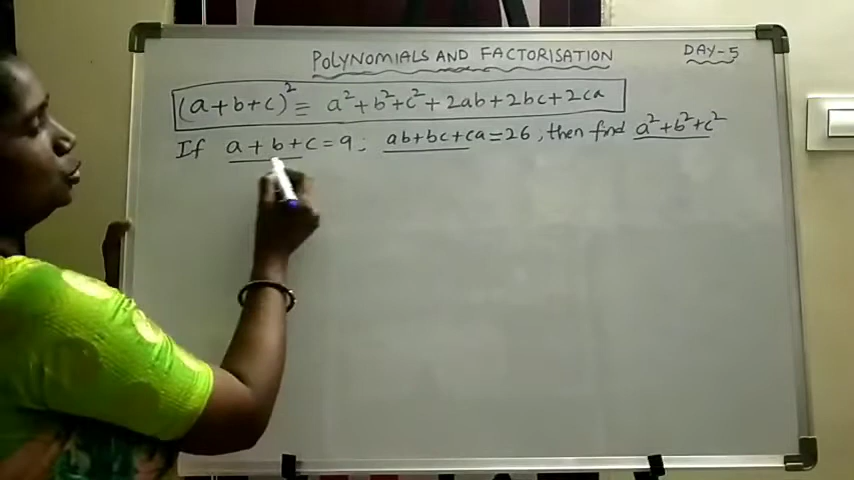 POLYNOMIALS AND FACTORISATION DAY-5
(a+b+c)² = a²+b²+c²+2ab+2bc+2ca
If a+b+c=9; ab+bc+ca=26, then find a²+b²+c²